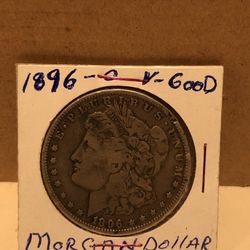 1896-O V-GOOD
E·PLURIBUS·UNUM
1896
MORGAN DOLLAR